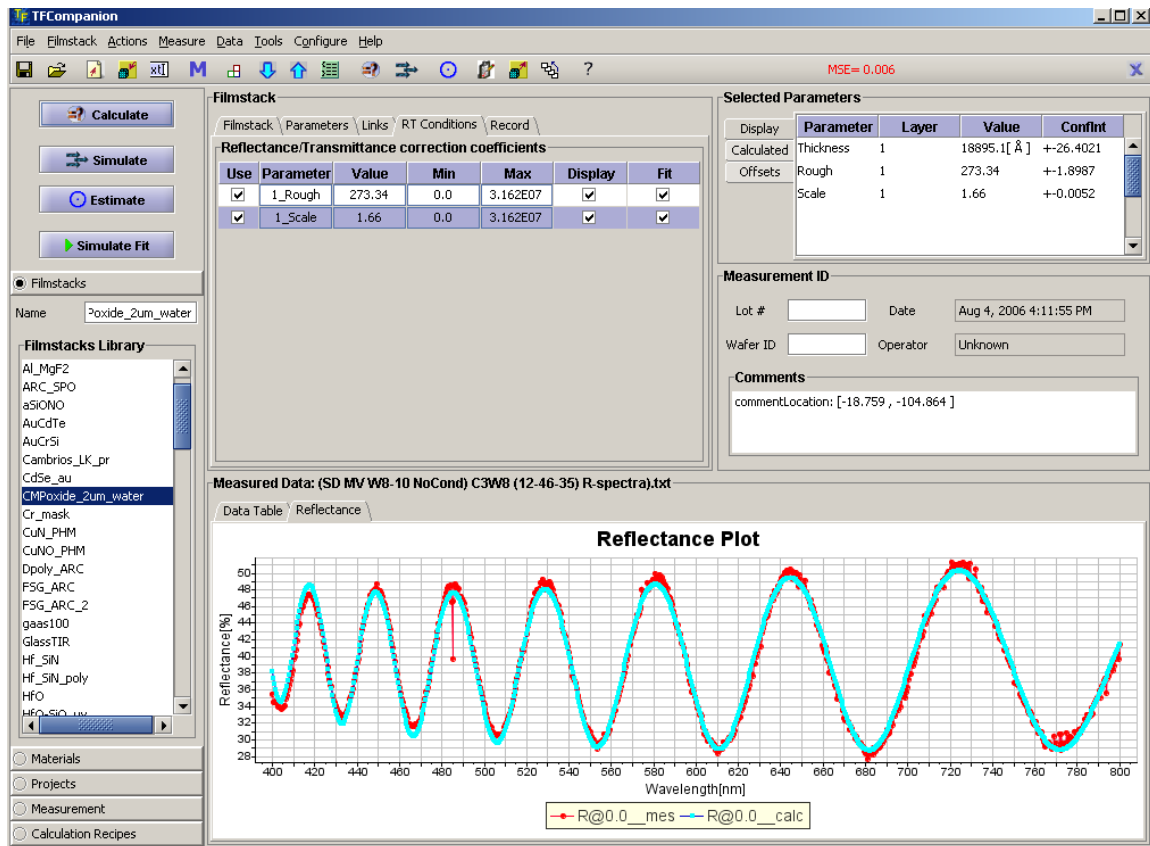 TF TFCompanion
File Filmstack Actions Measure Data Tools Configure Help
xtl M ? MSE= 0.006 X
Calculate
Simulate
Estimate
Simulate Fit
Filmstacks
Name Poxide_2um_water
Filmstacks Library
Al_MgF2
ARC_SPO
aSiONO
AuCdTe
AuCrSi
Cambrios_LK_pr
CdSe_au
CMPoxide_2um_water
Cr_mask
CuN_PHM
CuNO_PHM
Dpoly_ARC
FSG_ARC
FSG_ARC_2
gaas100
GlassTIR
Hf_SiN
Hf_SiN_poly
HfO
HfO-SiO_uv
Materials
Projects
Measurement
Calculation Recipes
Filmstack
Filmstack Parameters Links RT Conditions Record
Reflectance/Transmittance correction coefficients
Use Parameter Value Min Max Display Fit
1_Rough 273.34 0.0 3.162E07
1_Scale 1.66 0.0 3.162E07
Selected Parameters
Display
Calculated
Offsets
Parameter Layer Value ConfInt
Thickness 1 18895.1[Å] +-26.4021
Rough 1 273.34 +-1.8987
Scale 1 1.66 +-0.0052
Measurement ID
Lot # Date Aug 4, 2006 4:11:55 PM
Wafer ID Operator Unknown
Comments
commentLocation: [-18.759 , -104.864 ]
Measured Data: (SD MV W8-10 NoCond) C3W8 (12-46-35) R-spectra).txt
Data Table Reflectance
Reflectance Plot
Reflectance[%]
50
48
46
44
42
40
38
36
34
32
30
28
400 420 440 460 480 500 520 540 560 580 600 620 640 660 680 700 720 740 760 780 800
Wavelength[nm]
R@0.0__mes R@0.0__calc